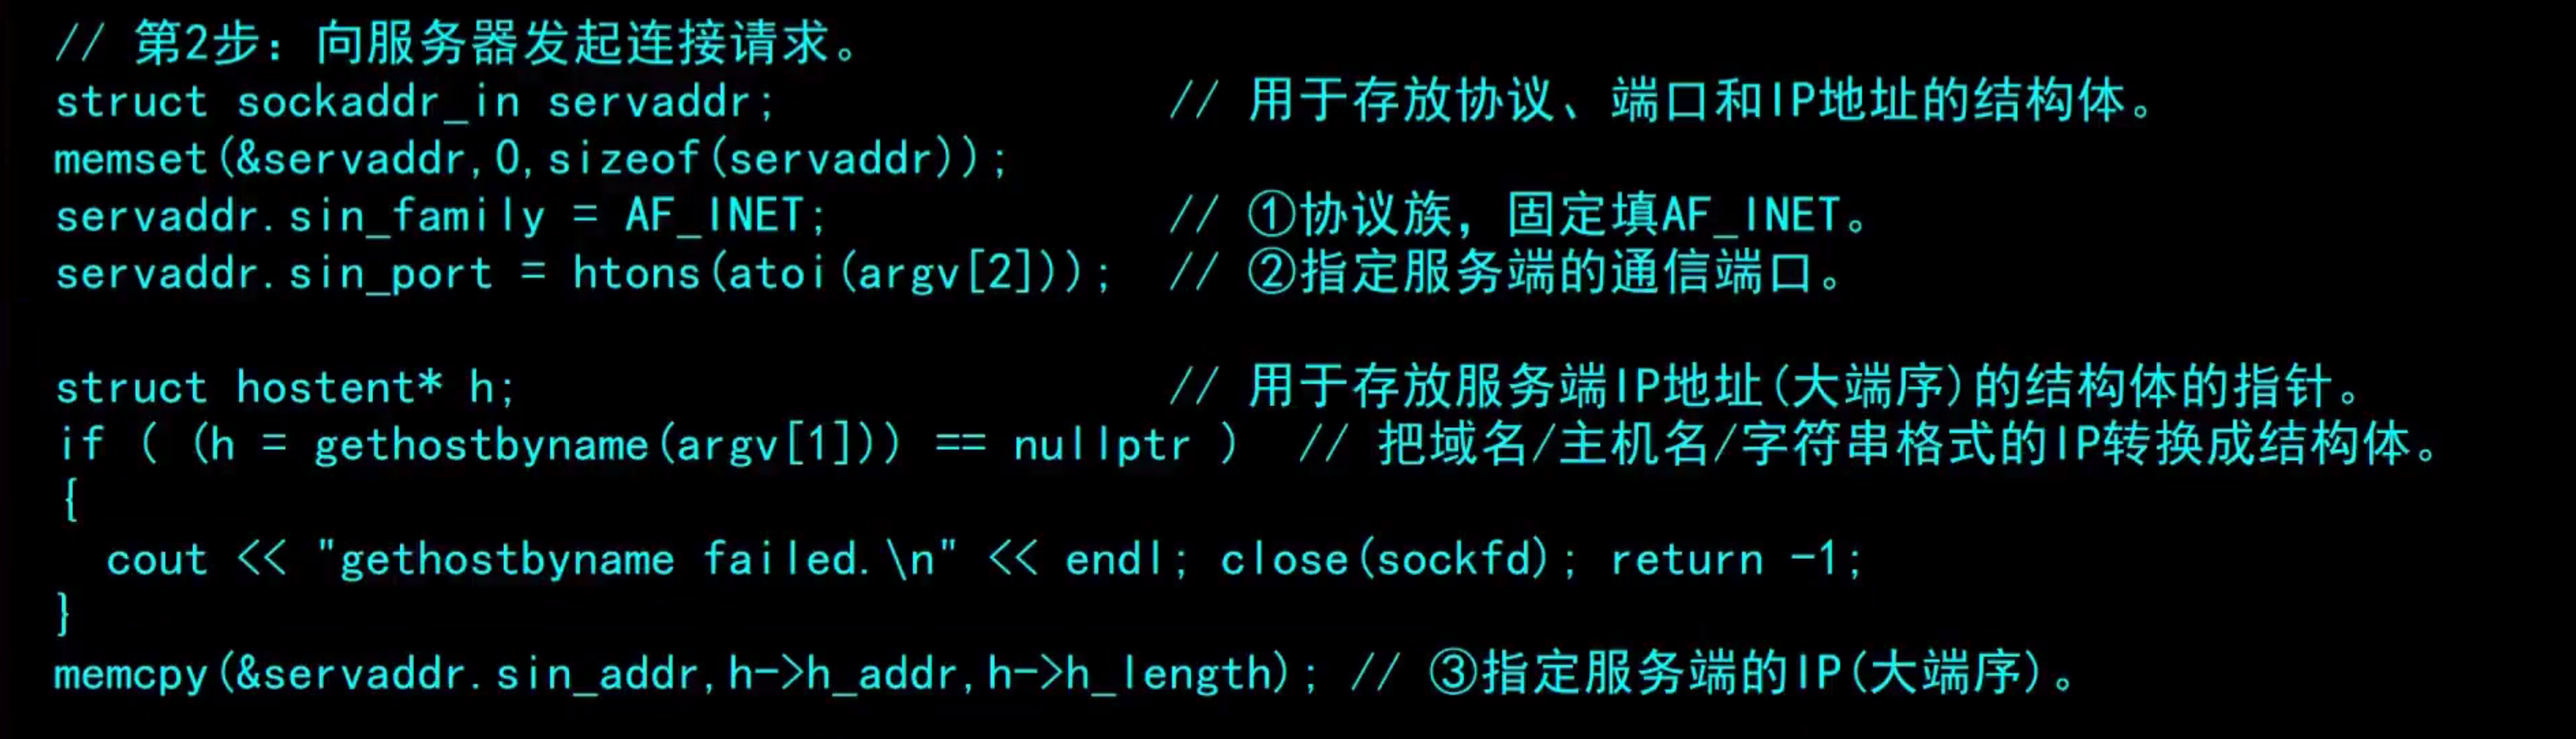 // 第2步：向服务器发起连接请求。
struct sockaddr_in servaddr; // 用于存放协议、端口和IP地址的结构体。
memset(&servaddr,0,sizeof(servaddr));
servaddr.sin_family = AF_INET; // ①协议族，固定填AF_INET。
servaddr.sin_port = htons(atoi(argv[2])); // ②指定服务端的通信端口。
struct hostent* h; // 用于存放服务端IP地址(大端序)的结构体的指针。
if ( (h = gethostbyname(argv[1])) == nullptr ) // 把域名/主机名/字符串格式的IP转换成结构体。
{
cout << "gethostbyname failed.\n" << endl; close(sockfd); return -1;
}
memcpy(&servaddr.sin_addr,h->h_addr,h->h_length); // ③指定服务端的IP(大端序)。